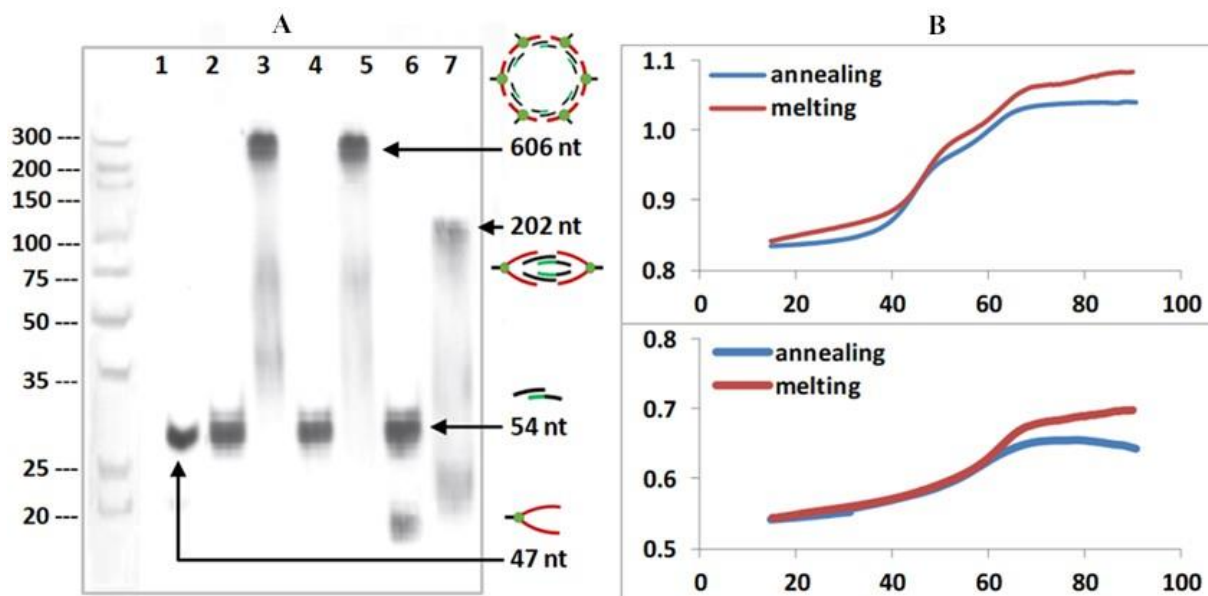 A
1 2 3 4 5 6 7
300 ---
200 ---
150 ---
100 ---
75 ---
50 ---
35 ---
25 ---
20 ---
606 nt
202 nt
54 nt
47 nt
B
1.1
1.0
0.9
0.8
annealing
melting
0 20 40 60 80 100
0.8
0.7
0.6
0.5
annealing
melting
0 20 40 60 80 100